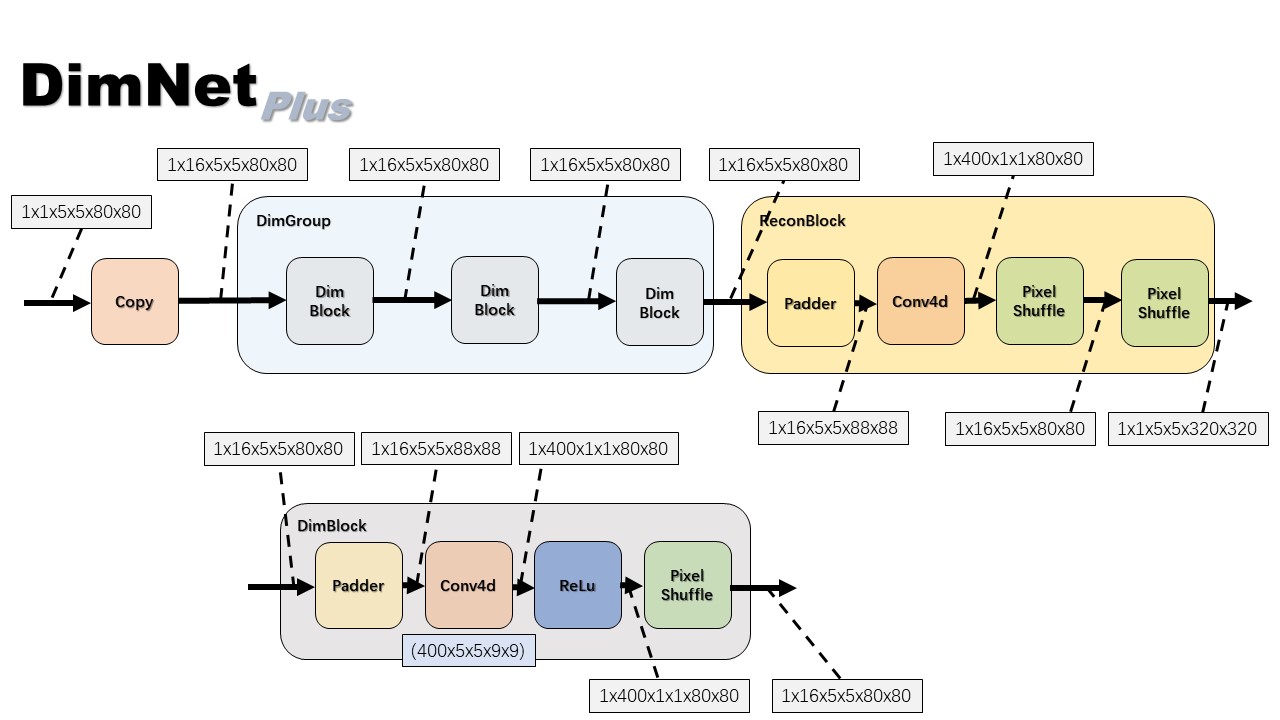 DimNet Plus
1x16x5x5x80x80
1x16x5x5x80x80
1x16x5x5x80x80
1x16x5x5x80x80
1x400x1x1x80x80
1x1x5x5x80x80
DimGroup
ReconBlock
Copy
Dim
Block
Dim
Block
Dim
Block
Padder
Conv4d
Pixel
Shuffle
Pixel
Shuffle
1x16x5x5x88x88
1x16x5x5x80x80
1x1x5x5x320x320
1x16x5x5x80x80
1x16x5x5x88x88
1x400x1x1x80x80
DimBlock
Padder
Conv4d
ReLu
Pixel
Shuffle
(400x5x5x9x9)
1x400x1x1x80x80
1x16x5x5x80x80